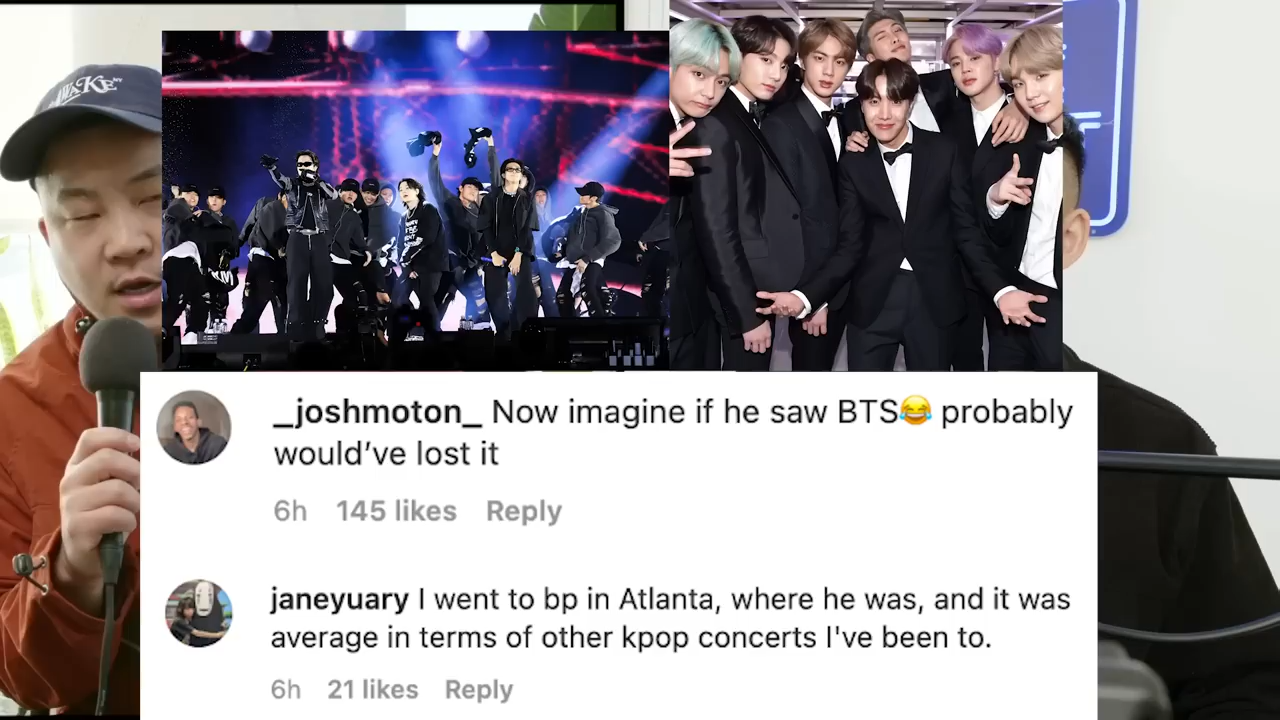 _joshmoton_ Now imagine if he saw BTS😂 probably
would've lost it
6h 145 likes Reply
janeyuary I went to bp in Atlanta, where he was, and it was
average in terms of other kpop concerts I've been to.
6h 21 likes Reply